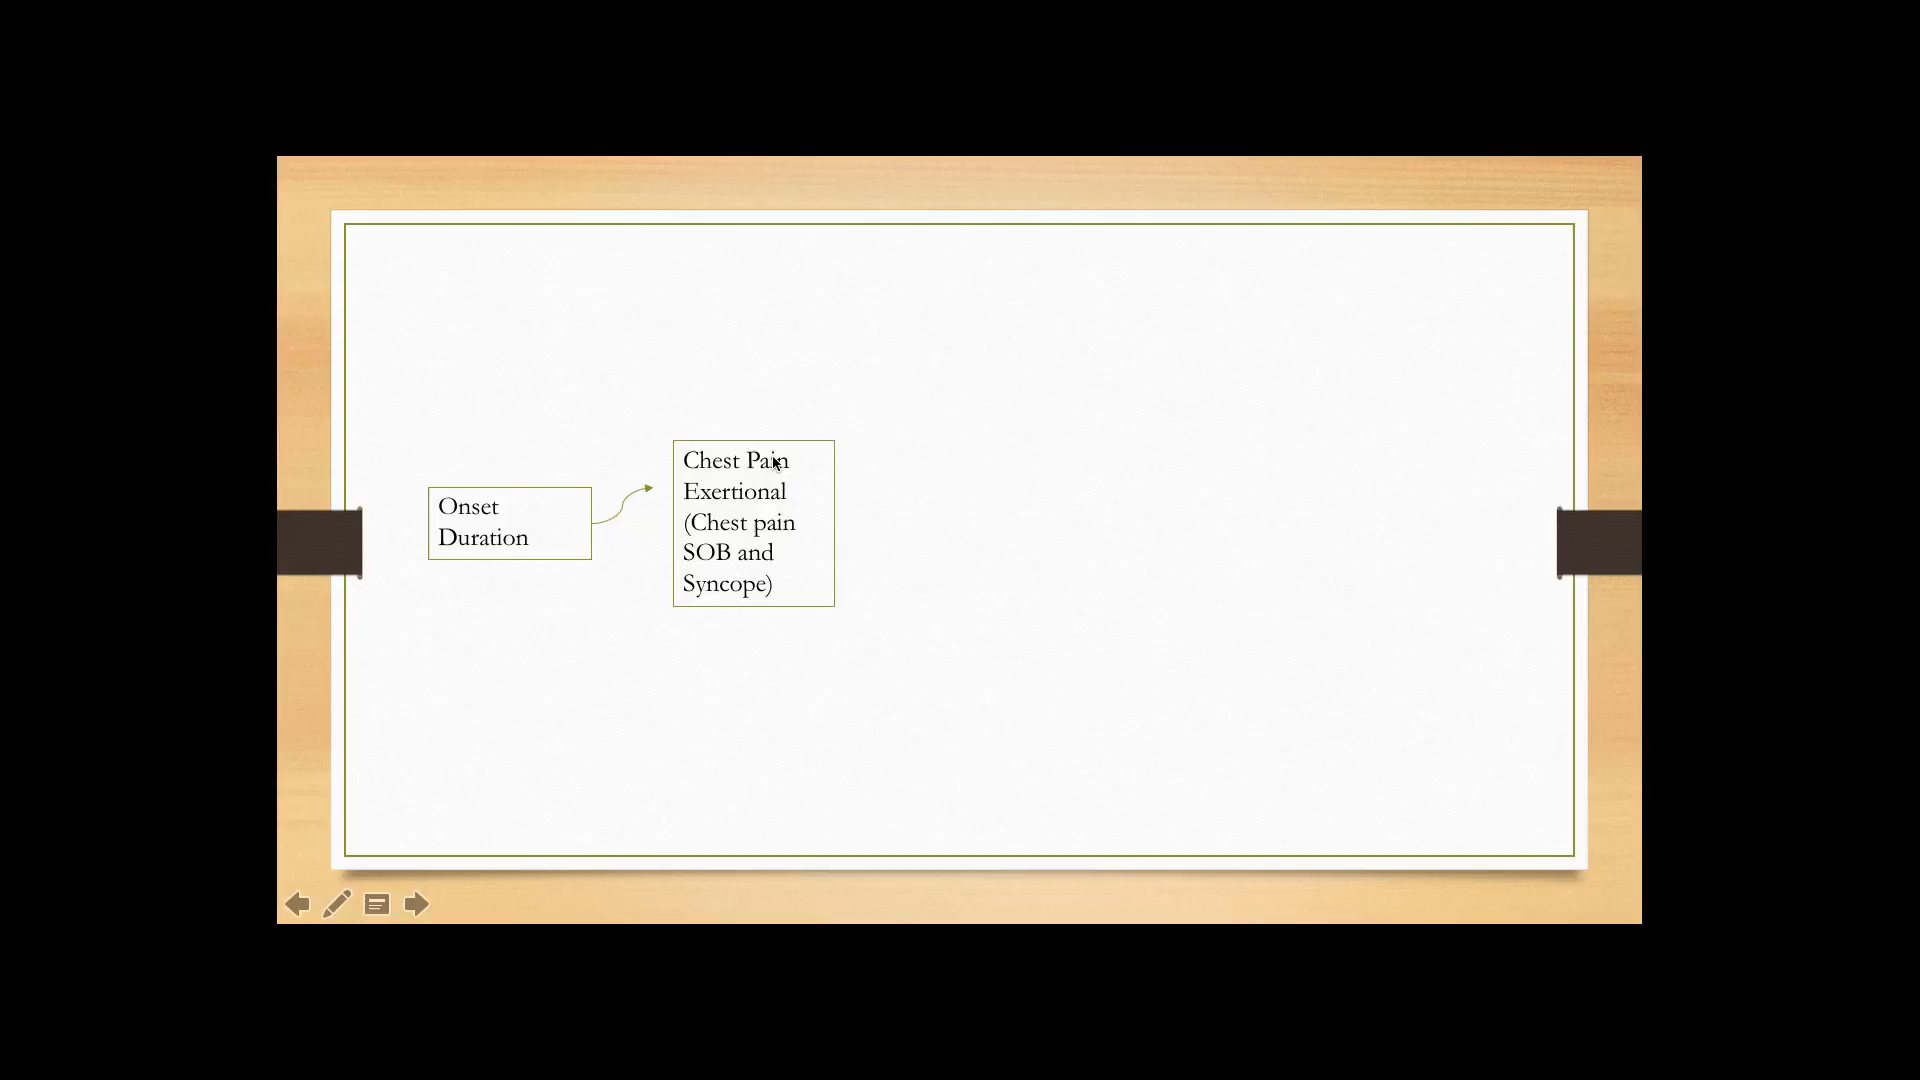 Onset
Duration
Chest Pain
Exertional
(Chest pain
SOB and
Syncope)